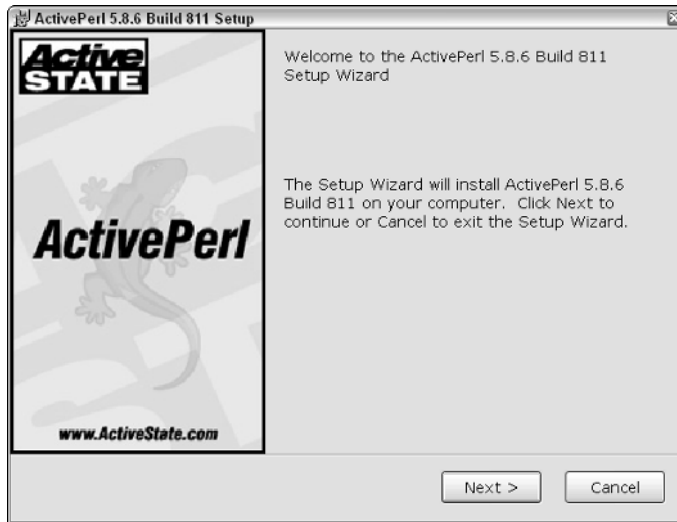 ActivePerl 5.8.6 Build 811 Setup
Active
STATE
ActivePerl
www.ActiveState.com
Welcome to the ActivePerl 5.8.6 Build 811
Setup Wizard
The Setup Wizard will install ActivePerl 5.8.6
Build 811 on your computer. Click Next to
continue or Cancel to exit the Setup Wizard.
Next >
Cancel